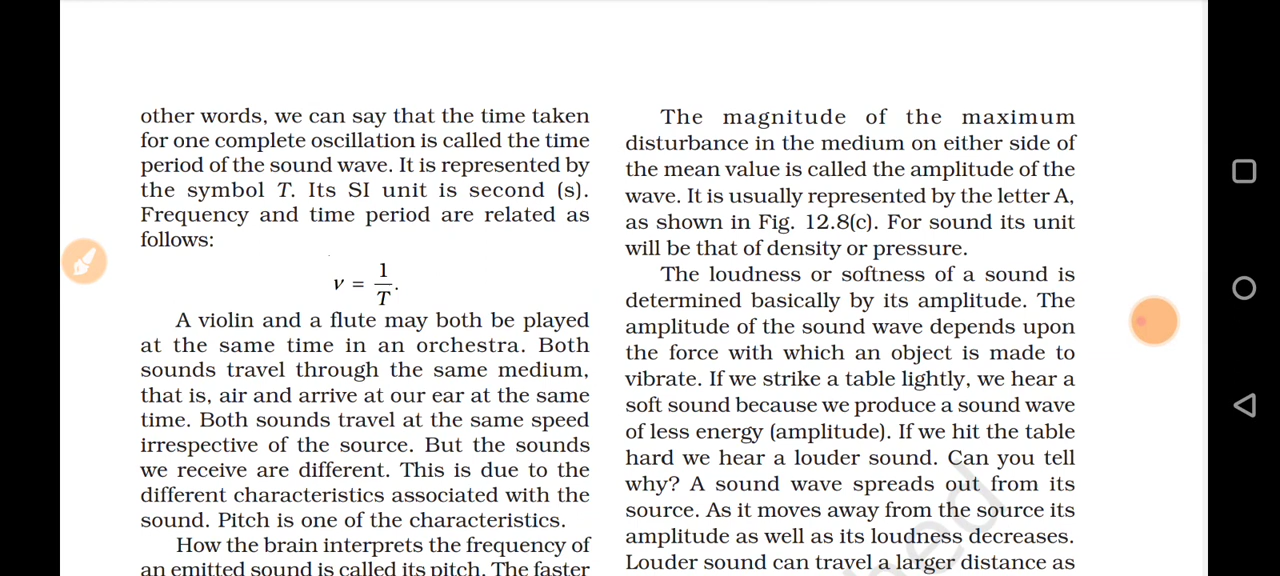 other words, we can say that the time taken
for one complete oscillation is called the time
period of the sound wave. It is represented by
the symbol T. Its SI unit is second (s).
Frequency and time period are related as
follows:
ν = 1/T.
A violin and a flute may both be played
at the same time in an orchestra. Both
sounds travel through the same medium,
that is, air and arrive at our ear at the same
time. Both sounds travel at the same speed
irrespective of the source. But the sounds
we receive are different. This is due to the
different characteristics associated with the
sound. Pitch is one of the characteristics.
How the brain interprets the frequency of
an emitted sound is called its pitch. The faster
The magnitude of the maximum
disturbance in the medium on either side of
the mean value is called the amplitude of the
wave. It is usually represented by the letter A,
as shown in Fig. 12.8(c). For sound its unit
will be that of density or pressure.
The loudness or softness of a sound is
determined basically by its amplitude. The
amplitude of the sound wave depends upon
the force with which an object is made to
vibrate. If we strike a table lightly, we hear a
soft sound because we produce a sound wave
of less energy (amplitude). If we hit the table
hard we hear a louder sound. Can you tell
why? A sound wave spreads out from its
source. As it moves away from the source its
amplitude as well as its loudness decreases.
Louder sound can travel a larger distance as